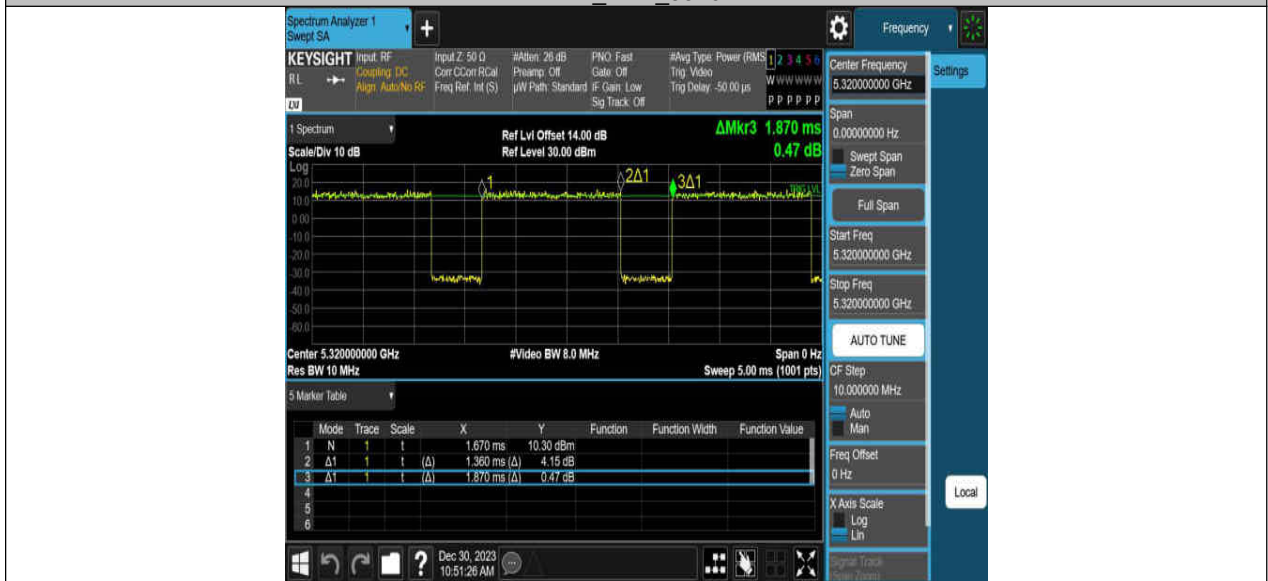 Spectrum Analyzer 1
Swept SA
+
Frequency
KEYSIGHT
RL
LXI
Input: RF
Coupling: DC
Align: Auto/No RF
Input Z: 50 Ω
Corr CCorr RCal
Freq Ref: Int (S)
#Atten: 26 dB
Preamp: Off
µW Path: Standard
PNO: Fast
Gate: Off
IF Gain: Low
Sig Track: Off
#Avg Type: Power (RMS
Trig: Video
Trig Delay: -50.00 µs
1 2 3 4 5 6
W W W W W W
P P P P P P
1 Spectrum
Scale/Div 10 dB
Ref Lvl Offset 14.00 dB
Ref Level 30.00 dBm
ΔMkr3 1.870 ms
0.47 dB
Log
20.0
10.0
0.00
-10.0
-20.0
-30.0
-40.0
-50.0
-60.0
1
2Δ1
3Δ1
TRIG LVL
Center 5.320000000 GHz
Res BW 10 MHz
#Video BW 8.0 MHz
Span 0 Hz
Sweep 5.00 ms (1001 pts)
5 Marker Table
Mode Trace Scale X Y Function Function Width Function Value
1 N 1 t 1.670 ms 10.30 dBm
2 Δ1 1 t (Δ) 1.360 ms (Δ) 4.15 dB
3 Δ1 1 t (Δ) 1.870 ms (Δ) 0.47 dB
4
5
6
Dec 30, 2023
10:51:26 AM
?
Center Frequency
5.320000000 GHz
Settings
Span
0.00000000 Hz
Swept Span
Zero Span
Full Span
Start Freq
5.320000000 GHz
Stop Freq
5.320000000 GHz
AUTO TUNE
CF Step
10.000000 MHz
Auto
Man
Freq Offset
0 Hz
X Axis Scale
Log
Lin
Local
Signal Track
(Span Zoom)